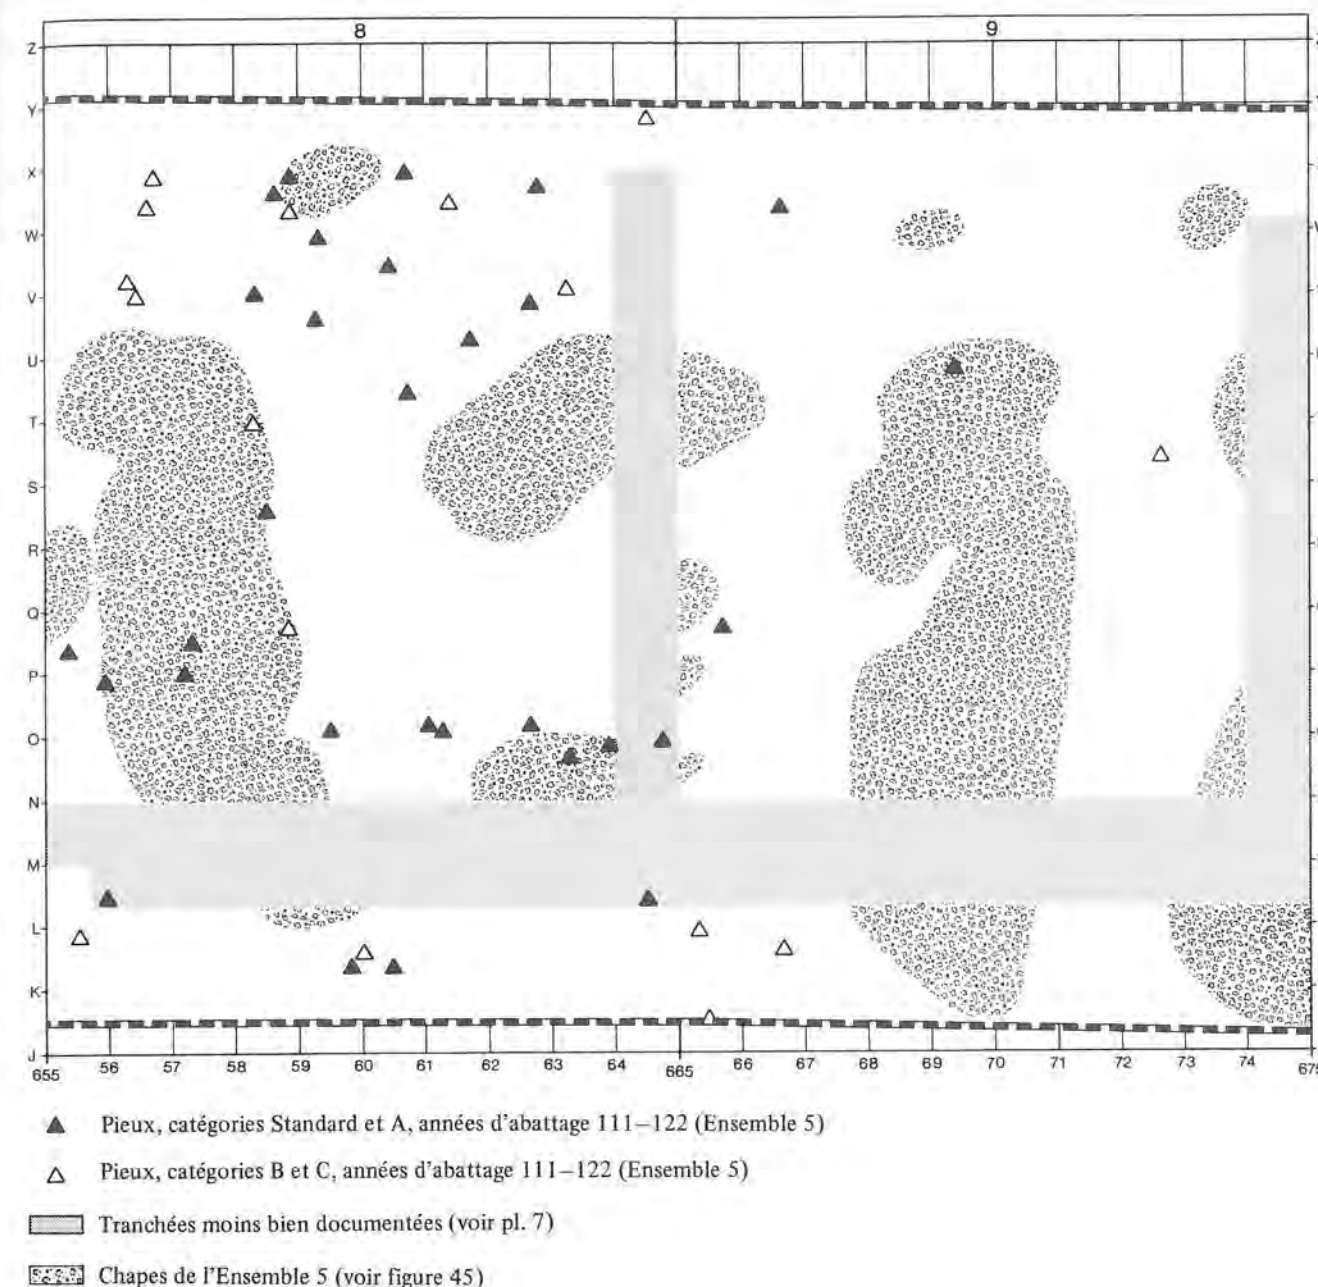 8 9
Z
Y
X
W
V
U
T
S
R
Q
P
O
N
M
L
K
J
655 56 57 58 59 60 61 62 63 64 665 66 67 68 69 70 71 72 73 74 675
Pieux, catégories Standard et A, années d'abattage 111–122 (Ensemble 5)
Pieux, catégories B et C, années d'abattage 111–122 (Ensemble 5)
Tranchées moins bien documentées (voir pl. 7)
Chapes de l'Ensemble 5 (voir figure 45)